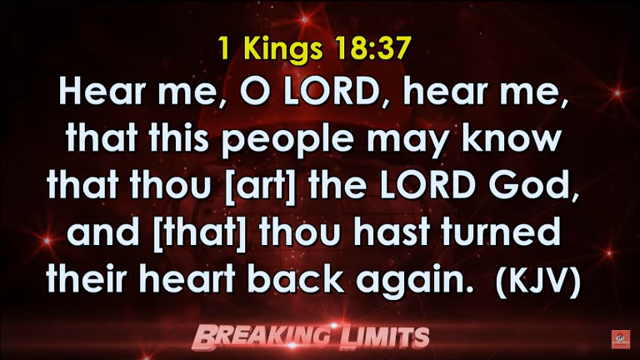 1 Kings 18:37
Hear me, O LORD, hear me,
that this people may know
that thou [art] the LORD God,
and [that] thou hast turned
their heart back again. (KJV)
BREAKING LIMITS